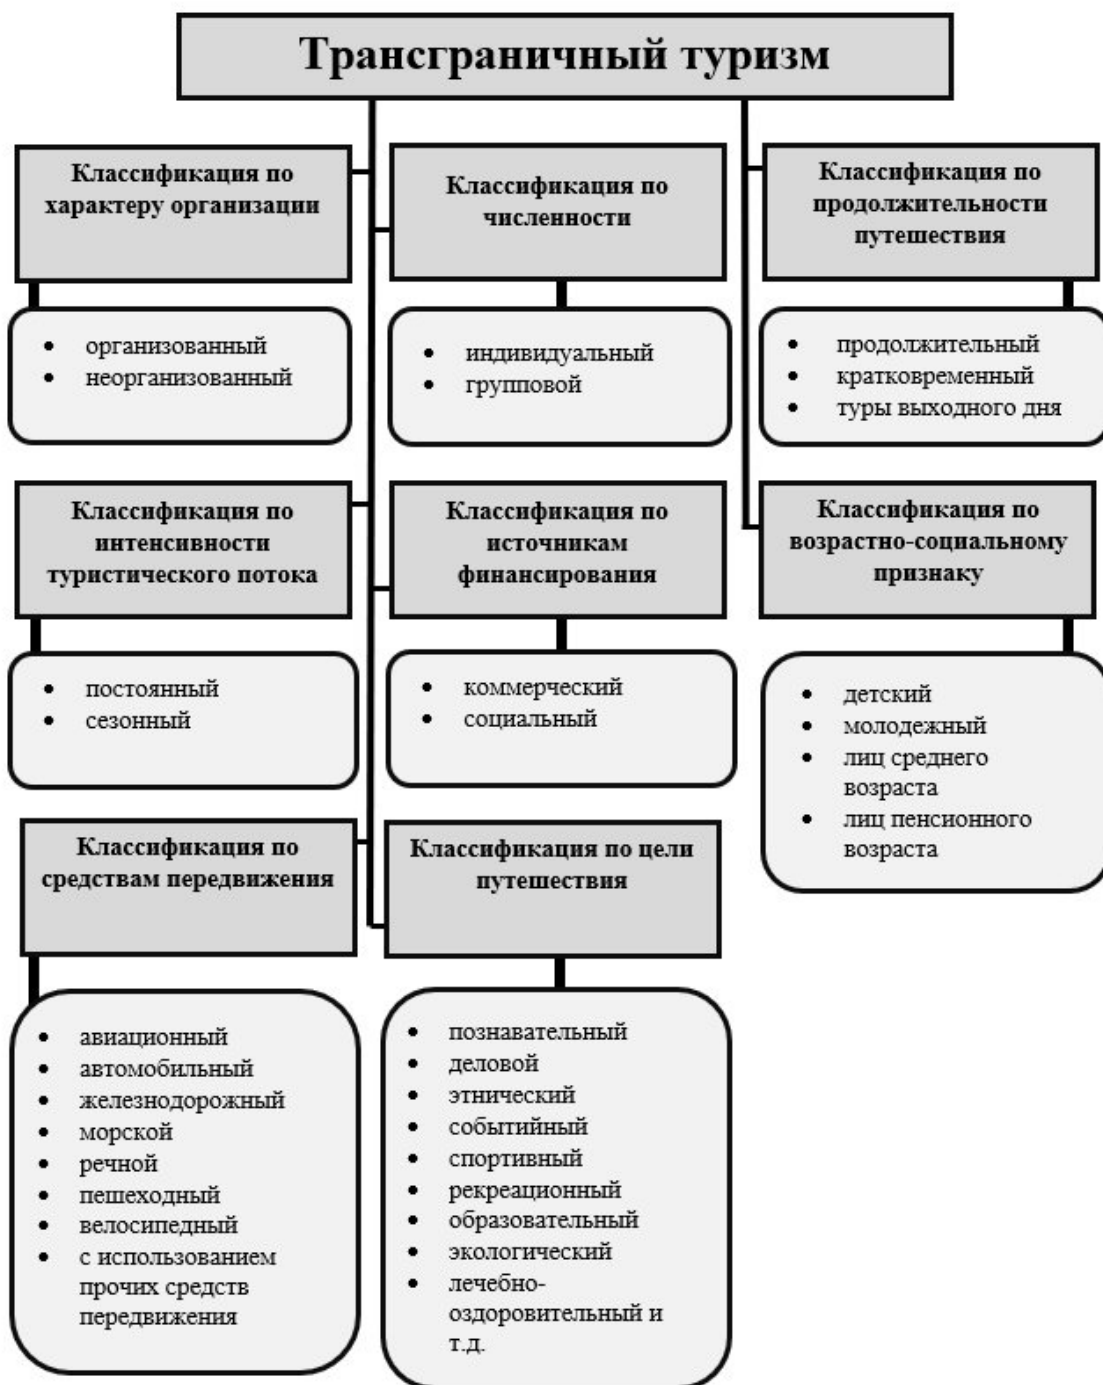 Трансграничный туризм
Классификация по
характеру организации
• организованный
• неорганизованный
Классификация по
численности
• индивидуальный
• групповой
Классификация по
продолжительности
путешествия
• продолжительный
• кратковременный
• туры выходного дня
Классификация по
интенсивности
туристического потока
• постоянный
• сезонный
Классификация по
источникам
финансирования
• коммерческий
• социальный
Классификация по
возрастно-социальному
признаку
• детский
• молодежный
• лиц среднего
возраста
• лиц пенсионного
возраста
Классификация по
средствам передвижения
• авиационный
• автомобильный
• железнодорожный
• морской
• речной
• пешеходный
• велосипедный
• с использованием
прочих средств
передвижения
Классификация по цели
путешествия
• познавательный
• деловой
• этнический
• событийный
• спортивный
• рекреационный
• образовательный
• экологический
• лечебно-
оздоровительный и
т.д.